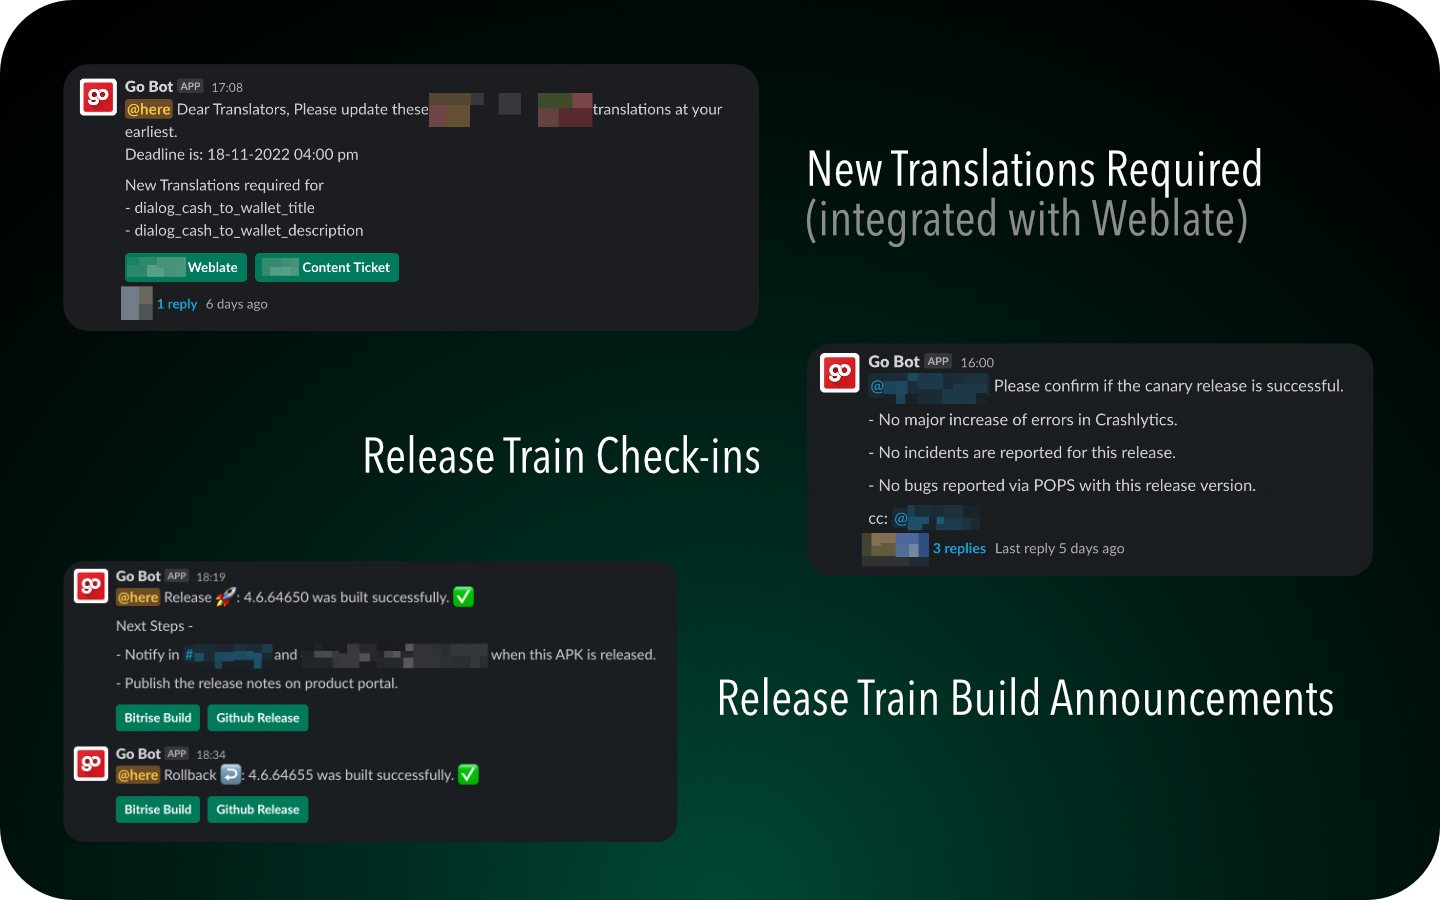 go
Go Bot APP 17:08
@here Dear Translators, Please update these translations at your
earliest.
Deadline is: 18-11-2022 04:00 pm
New Translations required for
- dialog_cash_to_wallet_title
- dialog_cash_to_wallet_description
Weblate Content Ticket
1 reply 6 days ago
New Translations Required
(integrated with Weblate)
go
Go Bot APP 16:00
@ Please confirm if the canary release is successful.
- No major increase of errors in Crashlytics.
- No incidents are reported for this release.
- No bugs reported via POPS with this release version.
cc: @
3 replies Last reply 5 days ago
Release Train Check-ins
go
Go Bot APP 18:19
@here Release 🚀: 4.6.64650 was built successfully. ✅
Next Steps -
- Notify in # and when this APK is released.
- Publish the release notes on product portal.
Bitrise Build Github Release
go
Go Bot APP 18:34
@here Rollback ↩️: 4.6.64655 was built successfully. ✅
Bitrise Build Github Release
Release Train Build Announcements